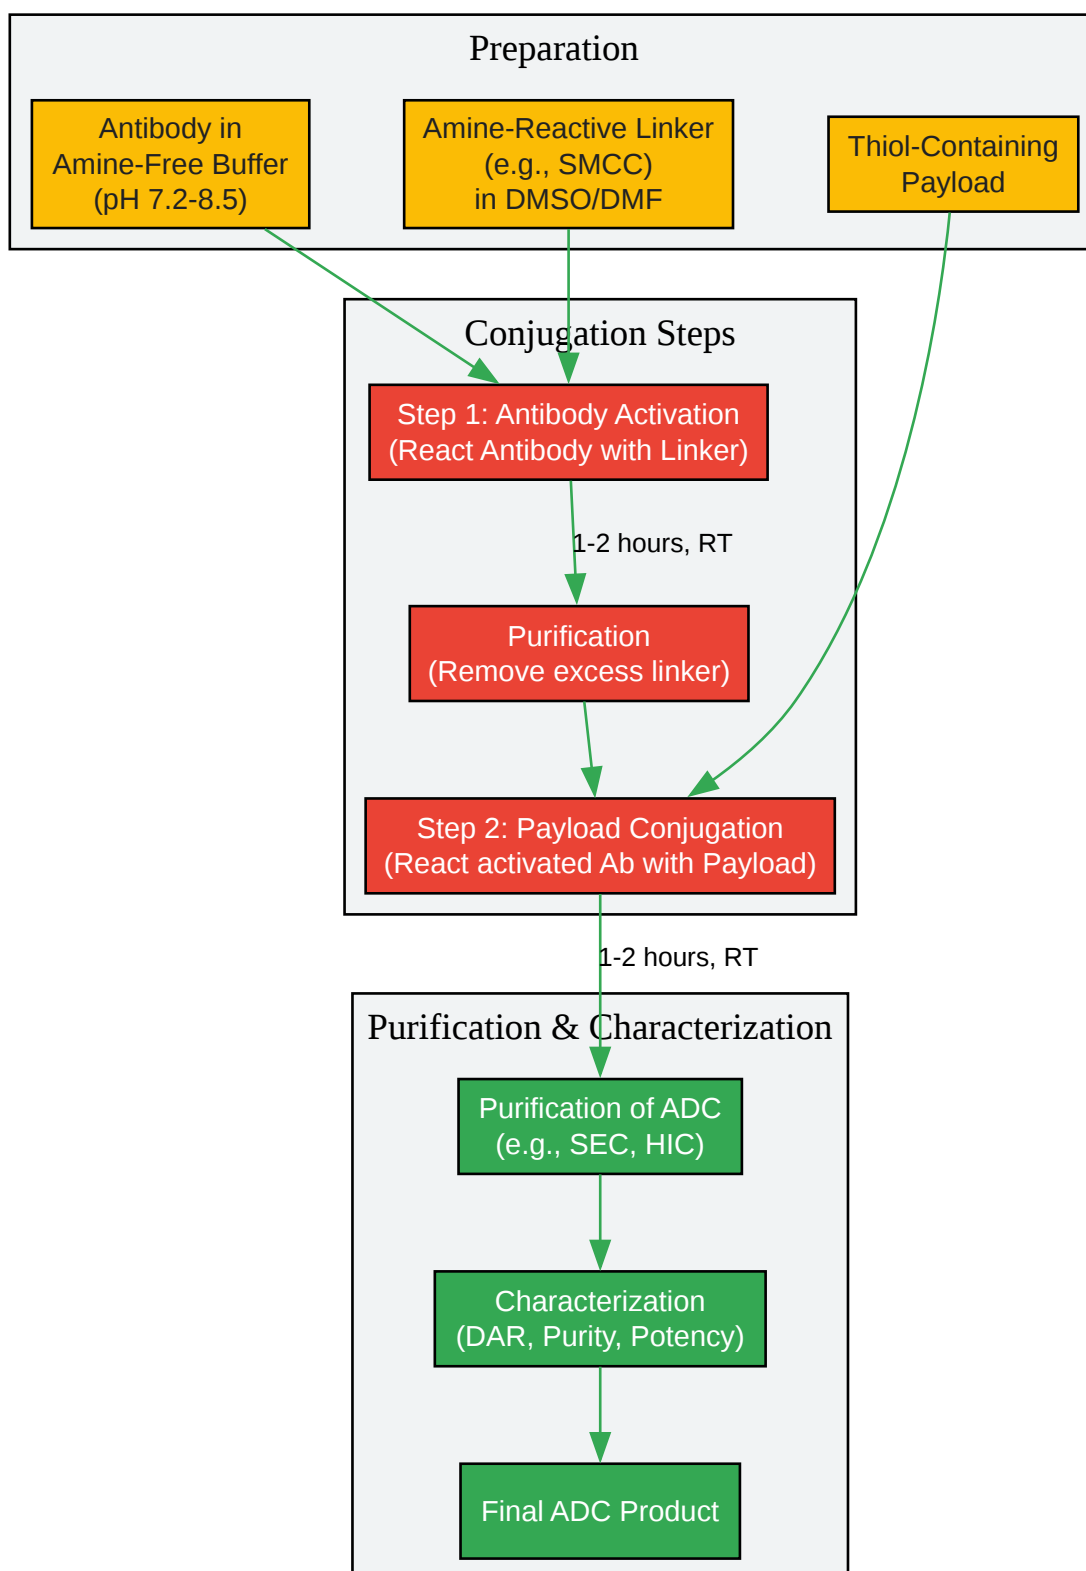 Preparation
Antibody in
Amine-Free Buffer
(pH 7.2-8.5)
Amine-Reactive Linker
(e.g., SMCC)
in DMSO/DMF
Thiol-Containing
Payload
Conjugation Steps
Step 1: Antibody Activation
(React Antibody with Linker)
1-2 hours, RT
Purification
(Remove excess linker)
Step 2: Payload Conjugation
(React activated Ab with Payload)
1-2 hours, RT
Purification & Characterization
Purification of ADC
(e.g., SEC, HIC)
Characterization
(DAR, Purity, Potency)
Final ADC Product